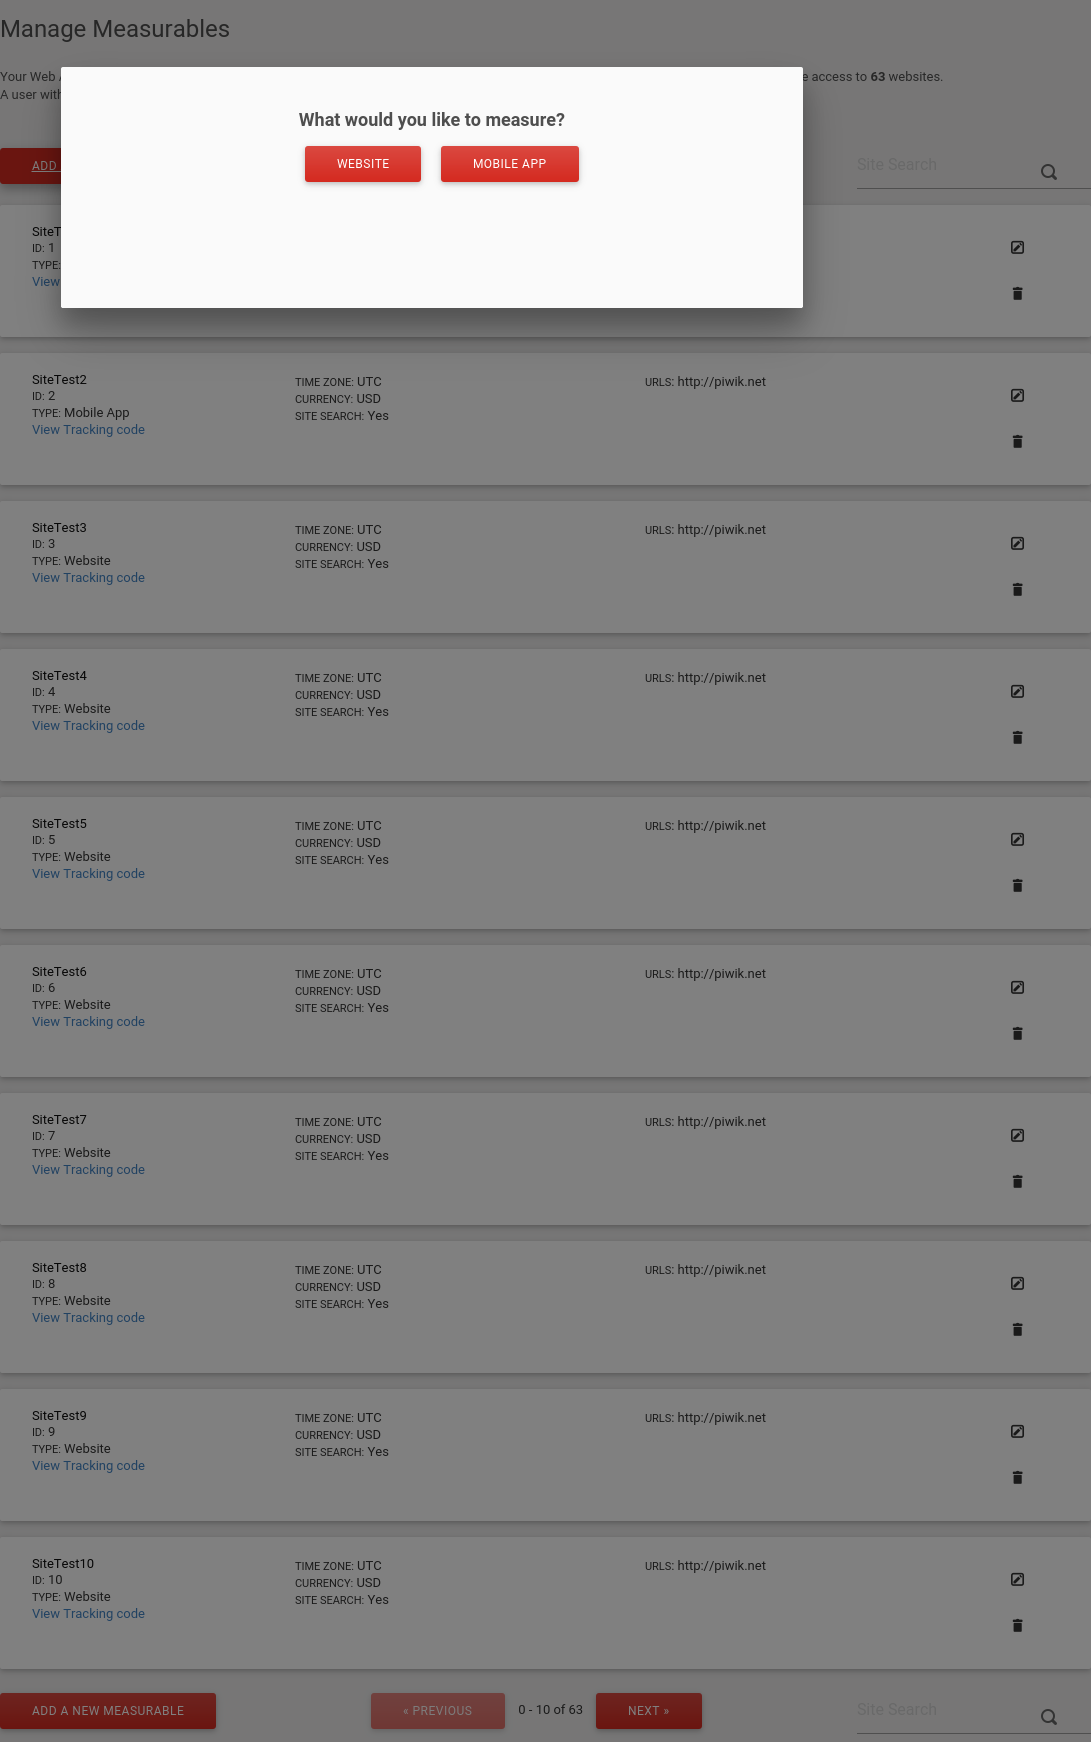 Manage Measurables
Your Web
e access to 63 websites.
A user with
What would you like to measure?
WEBSITE MOBILE APP
ADD
Site Search
SiteT
ID: 1
TYPE:
View
SiteTest2
ID: 2
TYPE: Mobile App
View Tracking code
TIME ZONE: UTC
CURRENCY: USD
SITE SEARCH: Yes
URLS: http://piwik.net
SiteTest3
ID: 3
TYPE: Website
View Tracking code
TIME ZONE: UTC
CURRENCY: USD
SITE SEARCH: Yes
URLS: http://piwik.net
SiteTest4
ID: 4
TYPE: Website
View Tracking code
TIME ZONE: UTC
CURRENCY: USD
SITE SEARCH: Yes
URLS: http://piwik.net
SiteTest5
ID: 5
TYPE: Website
View Tracking code
TIME ZONE: UTC
CURRENCY: USD
SITE SEARCH: Yes
URLS: http://piwik.net
SiteTest6
ID: 6
TYPE: Website
View Tracking code
TIME ZONE: UTC
CURRENCY: USD
SITE SEARCH: Yes
URLS: http://piwik.net
SiteTest7
ID: 7
TYPE: Website
View Tracking code
TIME ZONE: UTC
CURRENCY: USD
SITE SEARCH: Yes
URLS: http://piwik.net
SiteTest8
ID: 8
TYPE: Website
View Tracking code
TIME ZONE: UTC
CURRENCY: USD
SITE SEARCH: Yes
URLS: http://piwik.net
SiteTest9
ID: 9
TYPE: Website
View Tracking code
TIME ZONE: UTC
CURRENCY: USD
SITE SEARCH: Yes
URLS: http://piwik.net
SiteTest10
ID: 10
TYPE: Website
View Tracking code
TIME ZONE: UTC
CURRENCY: USD
SITE SEARCH: Yes
URLS: http://piwik.net
ADD A NEW MEASURABLE
« PREVIOUS 0 - 10 of 63 NEXT »
Site Search